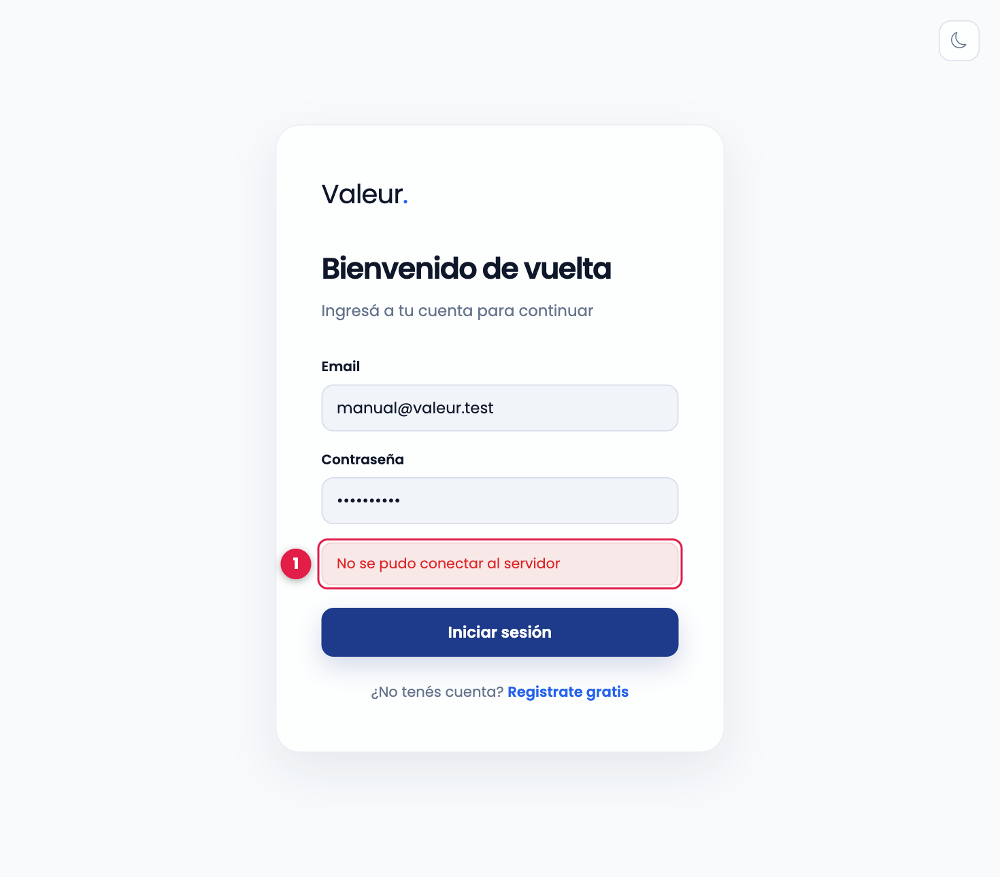 Valeur.
Bienvenido de vuelta
Ingresá a tu cuenta para continuar
Email
manual@valeur.test
Contraseña
••••••••••
1
No se pudo conectar al servidor
Iniciar sesión
¿No tenés cuenta? Registrate gratis